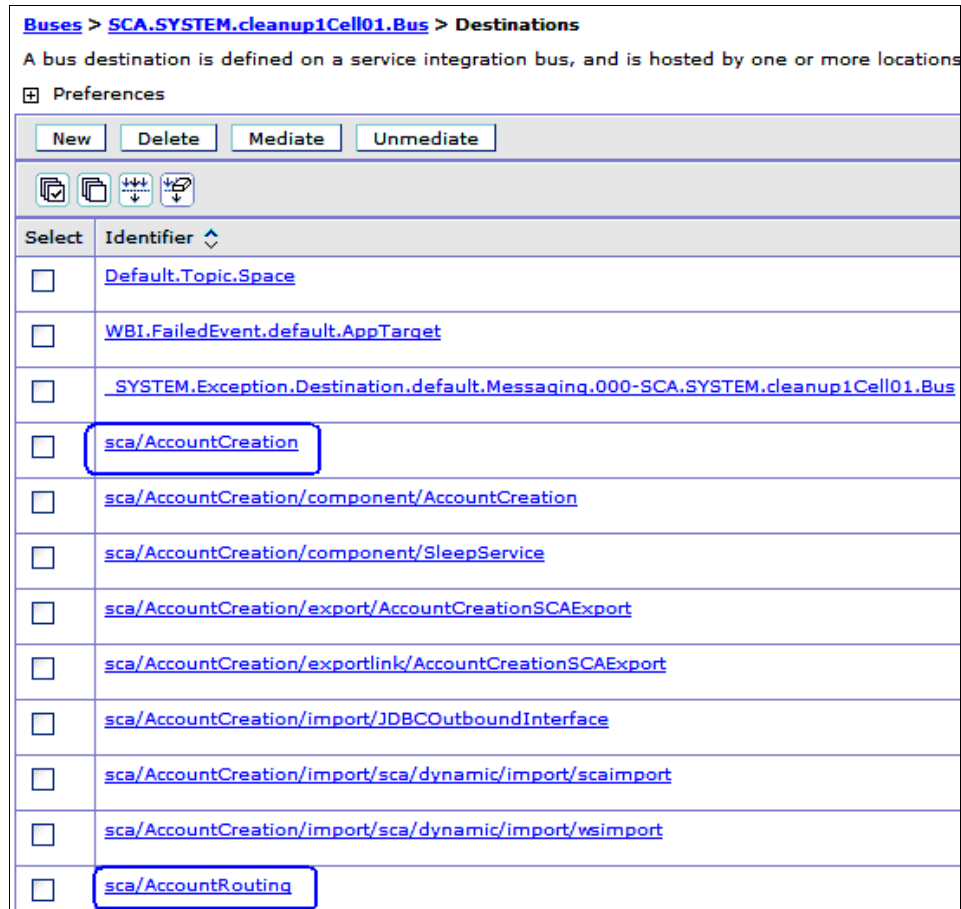 Buses > SCA.SYSTEM.cleanup1Cell01.Bus > Destinations
A bus destination is defined on a service integration bus, and is hosted by one or more locations
Preferences
New Delete Mediate Unmediate
Select Identifier
Default.Topic.Space
WBI.FailedEvent.default.AppTarget
_SYSTEM.Exception.Destination.default.Messaging.000-SCA.SYSTEM.cleanup1Cell01.Bus
sca/AccountCreation
sca/AccountCreation/component/AccountCreation
sca/AccountCreation/component/SleepService
sca/AccountCreation/export/AccountCreationSCAExport
sca/AccountCreation/exportlink/AccountCreationSCAExport
sca/AccountCreation/import/JDBCOutboundInterface
sca/AccountCreation/import/sca/dynamic/import/scaimport
sca/AccountCreation/import/sca/dynamic/import/wsimport
sca/AccountRouting